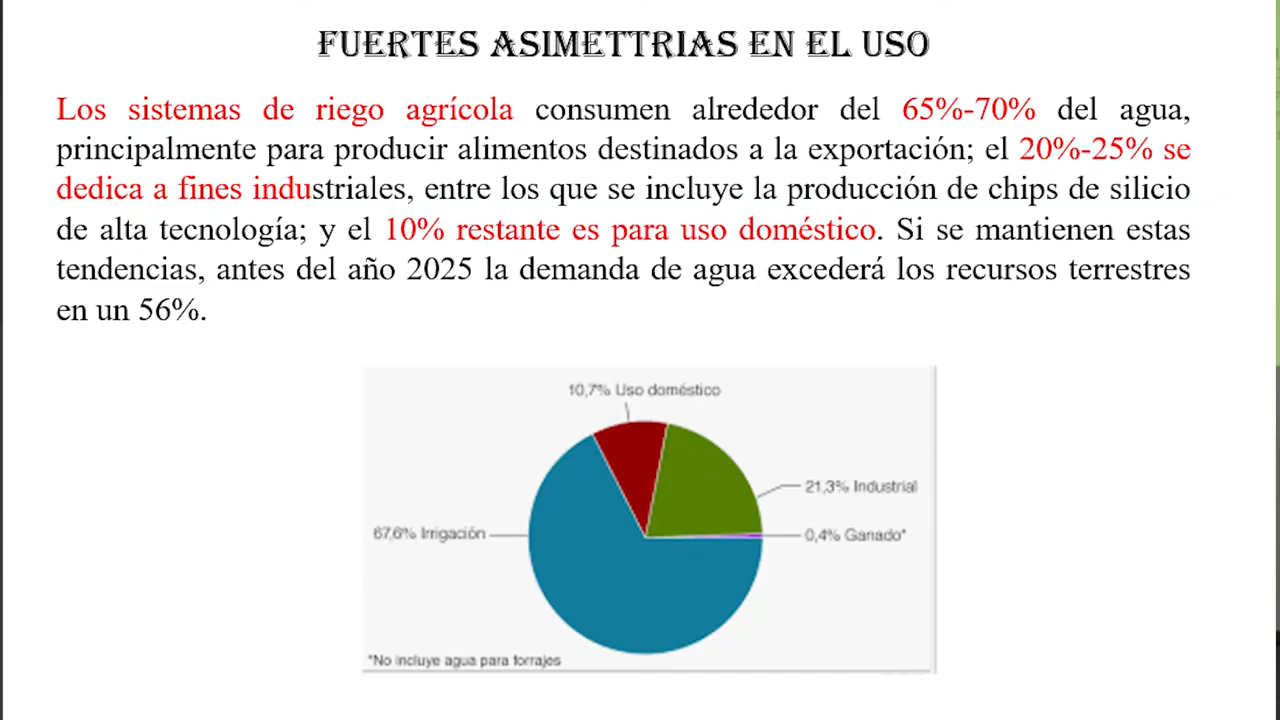 FUERTES ASIMETTRIAS EN EL USO
Los sistemas de riego agrícola consumen alrededor del 65%-70% del agua,
principalmente para producir alimentos destinados a la exportación; el 20%-25% se
dedica a fines industriales, entre los que se incluye la producción de chips de silicio
de alta tecnología; y el 10% restante es para uso doméstico. Si se mantienen estas
tendencias, antes del año 2025 la demanda de agua excederá los recursos terrestres
en un 56%.
10,7% Uso doméstico
21,3% Industrial
67,6% Irrigación
0,4% Ganado*
*No incluye agua para forrajes